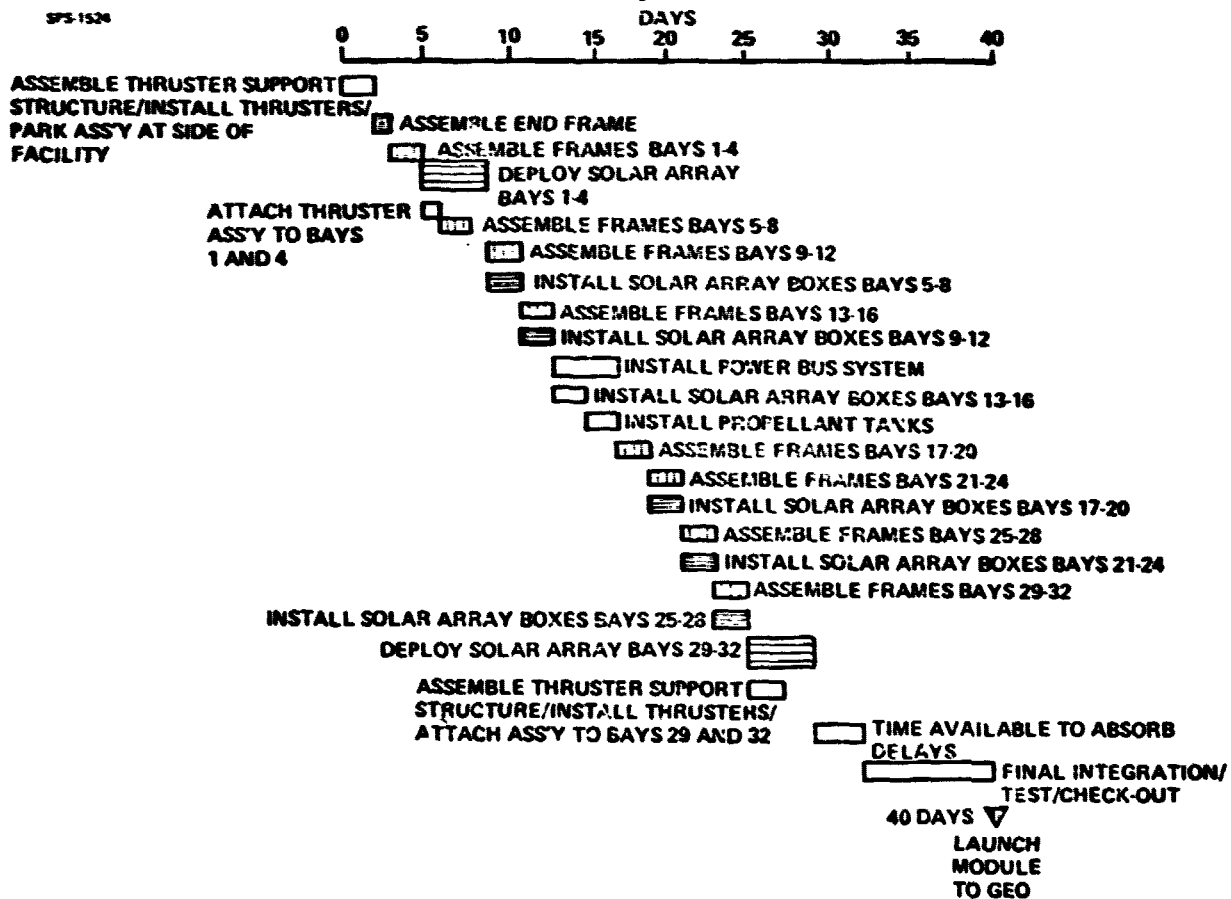 SPS-1524
DAYS
0 5 10 15 20 25 30 35 40
ASSEMBLE THRUSTER SUPPORT
STRUCTURE/INSTALL THRUSTERS/
PARK ASS'Y AT SIDE OF
FACILITY
ASSEMBLE END FRAME
ASSEMBLE FRAMES BAYS 1-4
DEPLOY SOLAR ARRAY
BAYS 1-4
ATTACH THRUSTER
ASS'Y TO BAYS
1 AND 4
ASSEMBLE FRAMES BAYS 5-8
ASSEMBLE FRAMES BAYS 9-12
INSTALL SOLAR ARRAY BOXES BAYS 5-8
ASSEMBLE FRAMES BAYS 13-16
INSTALL SOLAR ARRAY BOXES BAYS 9-12
INSTALL POWER BUS SYSTEM
INSTALL SOLAR ARRAY BOXES BAYS 13-16
INSTALL PROPELLANT TANKS
ASSEMBLE FRAMES BAYS 17-20
ASSEMBLE FRAMES BAYS 21-24
INSTALL SOLAR ARRAY BOXES BAYS 17-20
ASSEMBLE FRAMES BAYS 25-28
INSTALL SOLAR ARRAY BOXES BAYS 21-24
ASSEMBLE FRAMES BAYS 29-32
INSTALL SOLAR ARRAY BOXES BAYS 25-28
DEPLOY SOLAR ARRAY BAYS 29-32
ASSEMBLE THRUSTER SUPPORT
STRUCTURE/INSTALL THRUSTERS/
ATTACH ASS'Y TO BAYS 29 AND 32
TIME AVAILABLE TO ABSORB
DELAYS
FINAL INTEGRATION/
TEST/CHECK-OUT
40 DAYS
LAUNCH
MODULE
TO GEO